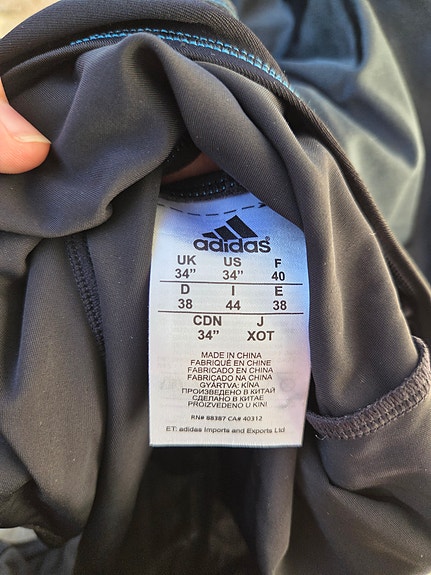 adidas®
UK US F
34" 34" 40
D I E
38 44 38
CDN J
34" XOT
MADE IN CHINA
FABRIQUÉ EN CHINE
FABRICADO EN CHINA
FABRICADO NA CHINA
GYÁRTVA: KÍNA
ПРОИЗВЕДЕНО В КИТАЙ
СДЕЛАНО В КИТАЕ
PROIZVEDENO U KINI
RN# 88387 CA# 40312
ET: adidas Imports and Exports Ltd